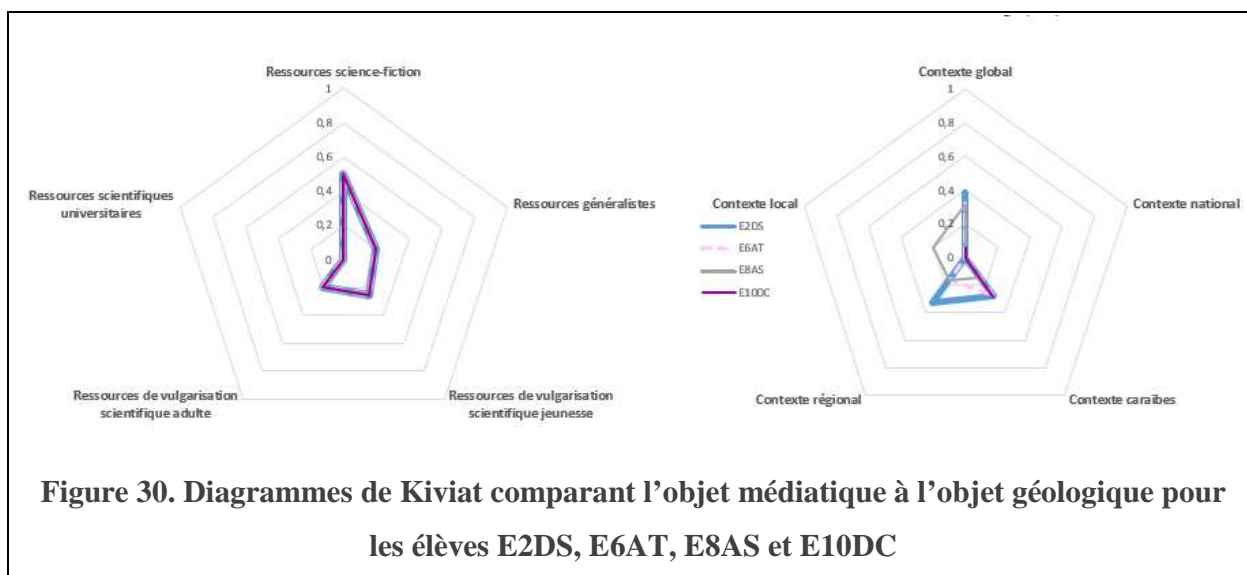 Ressources science-fiction
1
0,8
0,6
0,4
0,2
0
Ressources généralistes
Ressources de vulgarisation
scientifique jeunesse
Ressources de vulgarisation
scientifique adulte
Ressources scientifiques
universitaires
Contexte global
1
0,8
0,6
0,4
0,2
0
Contexte national
Contexte caraïbes
Contexte régional
Contexte local
E2DS
E6AT
E8AS
E10DC
Figure 30. Diagrammes de Kiviat comparant l’objet médiatique à l’objet géologique pour
les élèves E2DS, E6AT, E8AS et E10DC